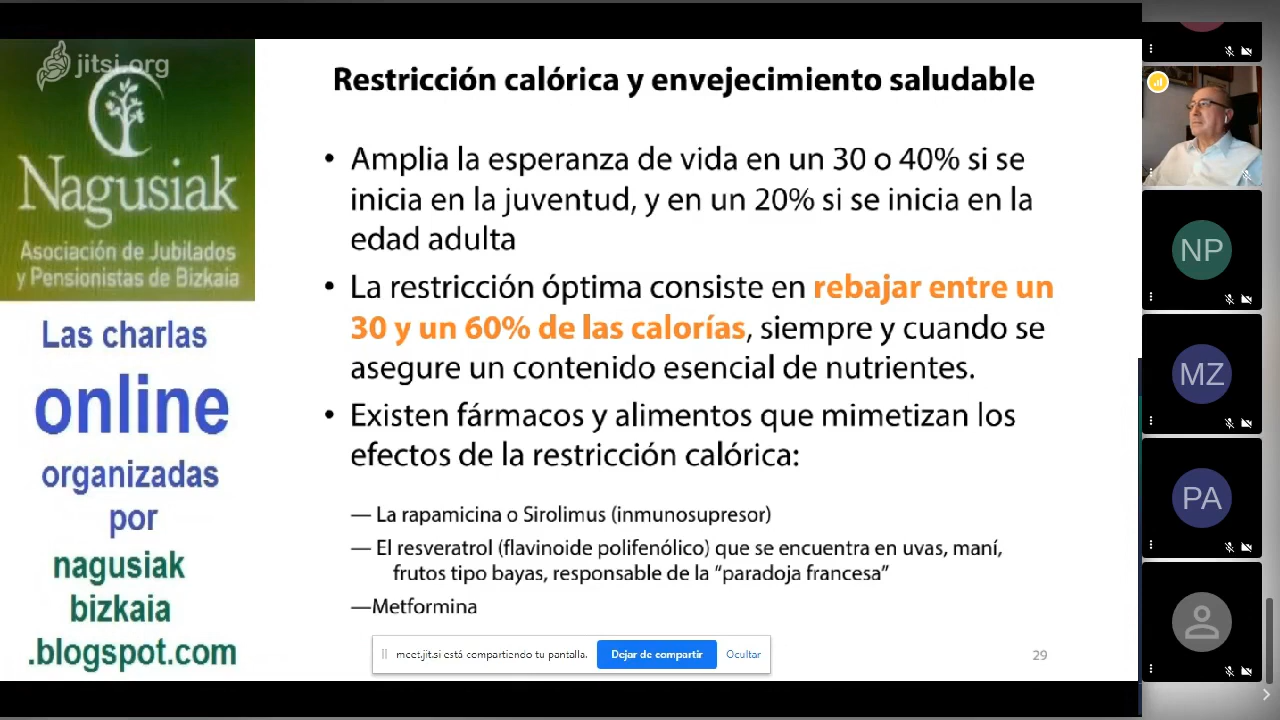 jitsi.org
Nagusiak
Asociación de Jubilados
y Pensionistas de Bizkaia
Las charlas
online
organizadas
por
nagusiak
bizkaia
.blogspot.com
Restricción calórica y envejecimiento saludable
• Amplia la esperanza de vida en un 30 o 40% si se
inicia en la juventud, y en un 20% si se inicia en la
edad adulta
• La restricción óptima consiste en rebajar entre un
30 y un 60% de las calorías, siempre y cuando se
asegure un contenido esencial de nutrientes.
• Existen fármacos y alimentos que mimetizan los
efectos de la restricción calórica:
— La rapamicina o Sirolimus (inmunosupresor)
— El resveratrol (flavinoide polifenólico) que se encuentra en uvas, maní,
frutos tipo bayas, responsable de la “paradoja francesa”
—Metformina
meet.jit.si está compartiendo tu pantalla.
Dejar de compartir
Ocultar
29
NP
MZ
PA